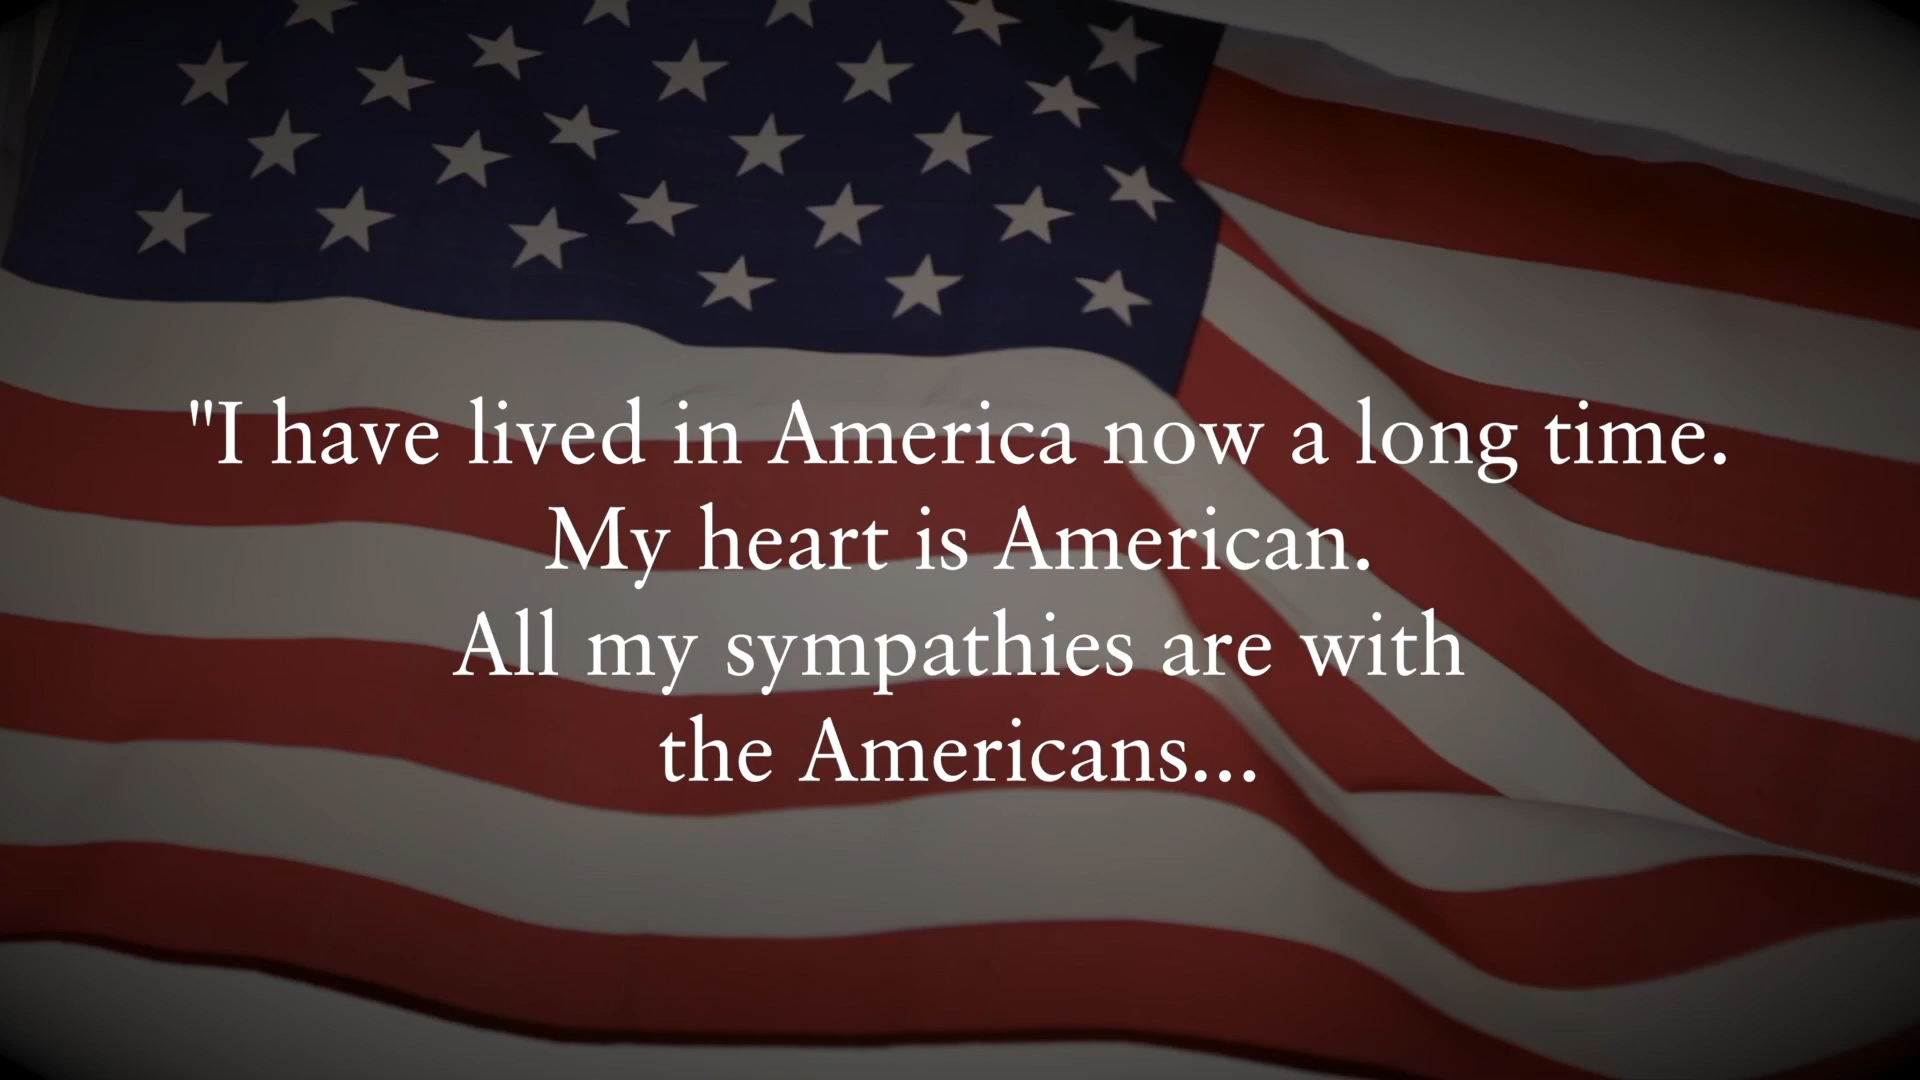 "I have lived in America now a long time.
My heart is American.
All my sympathies are with
the Americans...